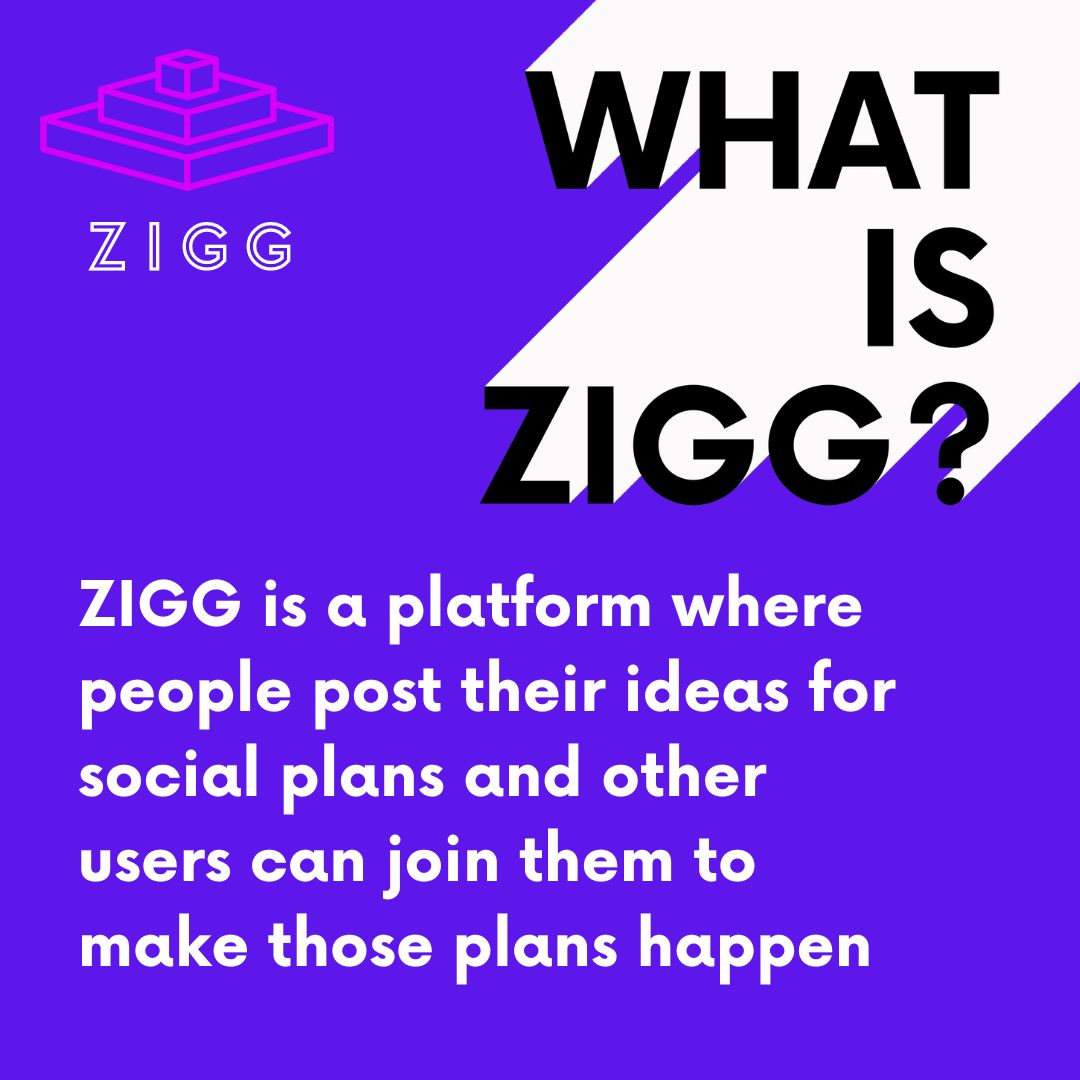 ZIGG
WHAT
IS
ZIGG?
ZIGG is a platform where
people post their ideas for
social plans and other
users can join them to
make those plans happen